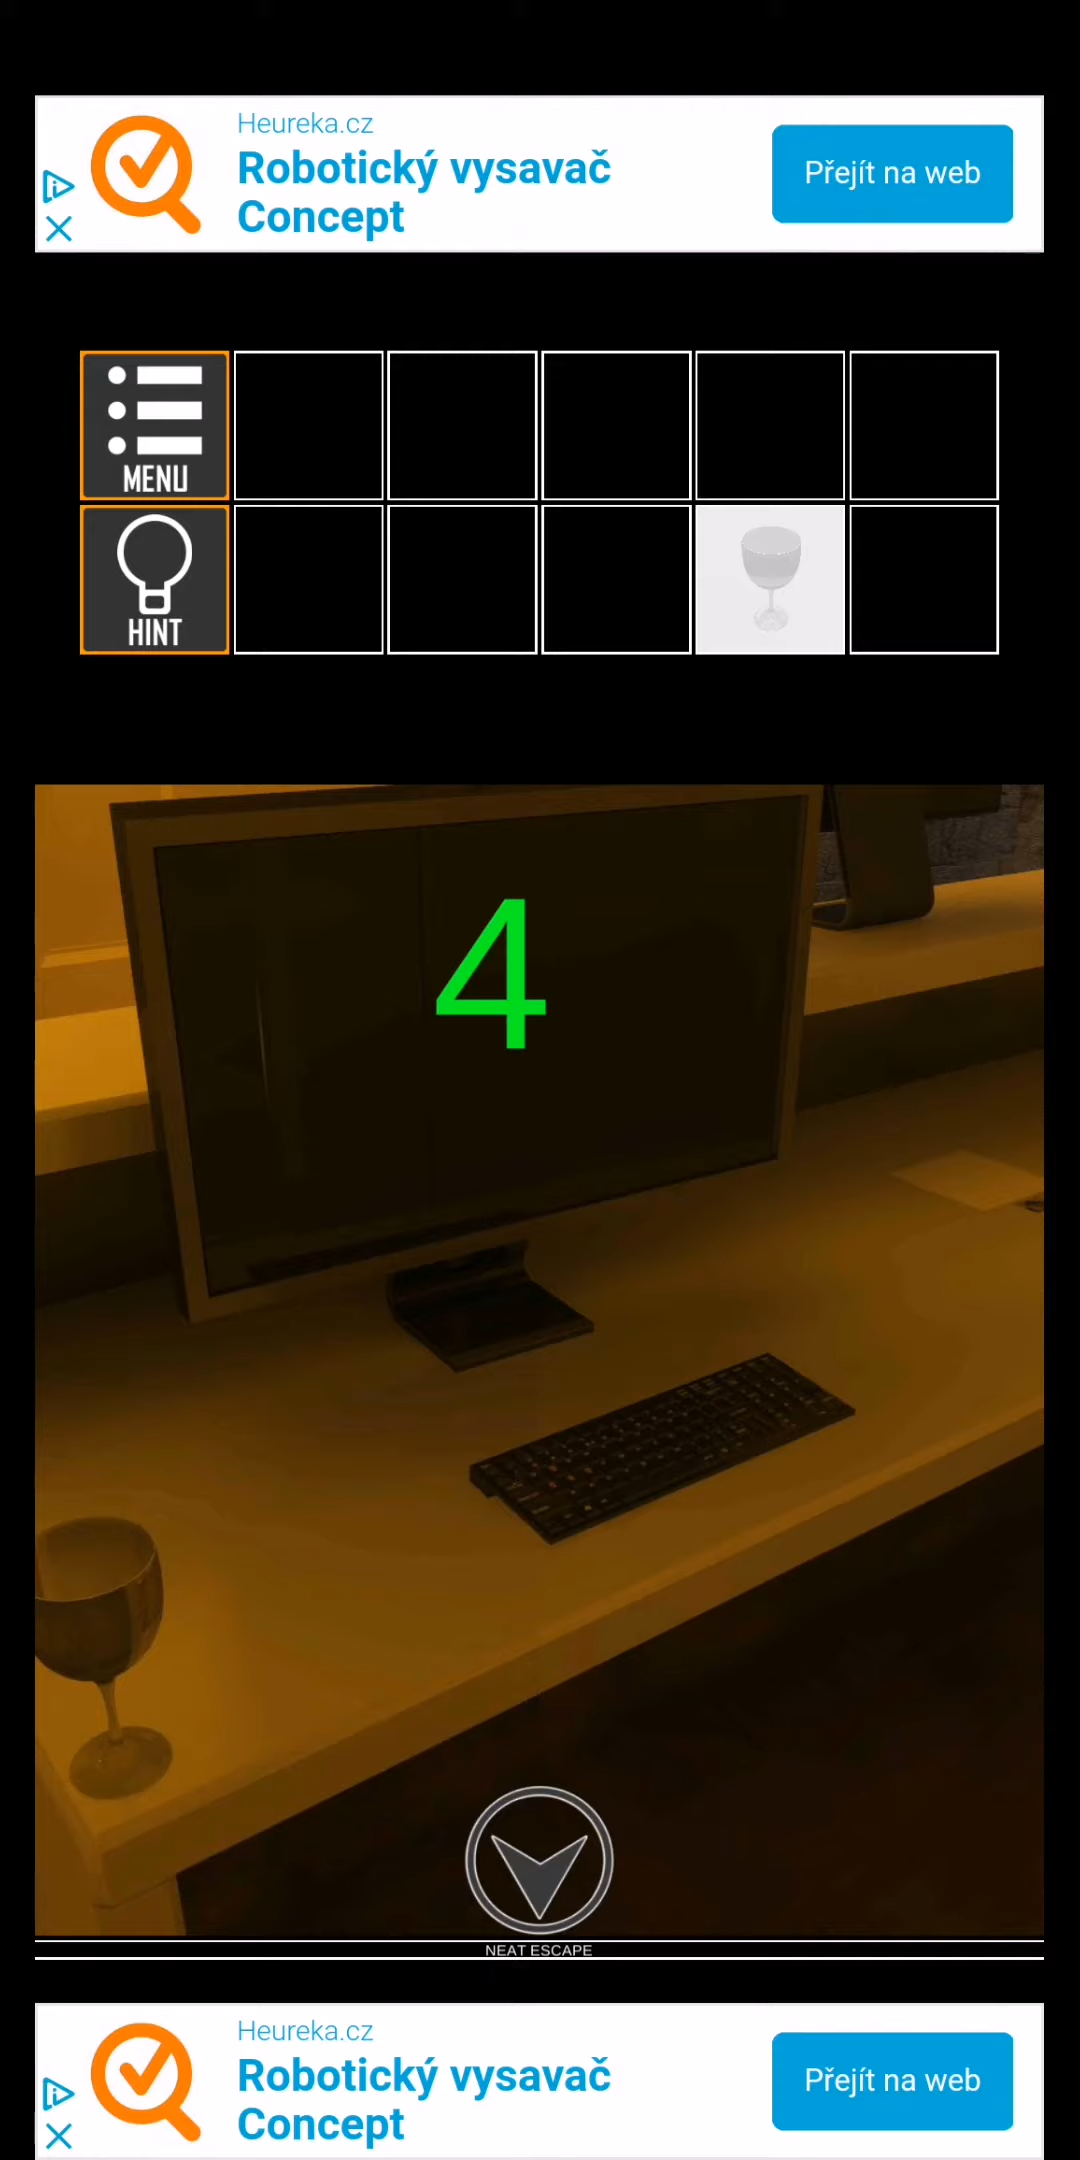 Heureka.cz
Robotický vysavač
Concept
Přejít na web
MENU
HINT
4
NEAT ESCAPE
Heureka.cz
Robotický vysavač
Concept
Přejít na web